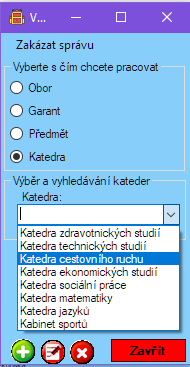 V...
Zakázat správu
Vyberte s čím chcete pracovat
Obor
Garant
Předmět
Katedra
Výběr a vyhledávání kateder
Katedra:
Katedra zdravotnických studií
Katedra technických studií
Katedra cestovního ruchu
Katedra ekonomických studií
Katedra sociální práce
Katedra matematiky
Katedra jazyků
Kabinet sportů
Zavřít